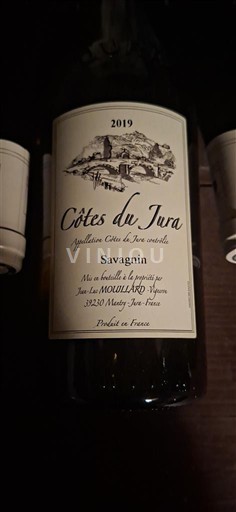 2019
Côtes du Jura
Appellation Côtes du Jura contrôlée
VINIOU
Savagnin
Mis en bouteille à la propriété par
Jean-Luc MOUILLARD - Vigneron
39230 Mantry-Jura-France
Produit en France